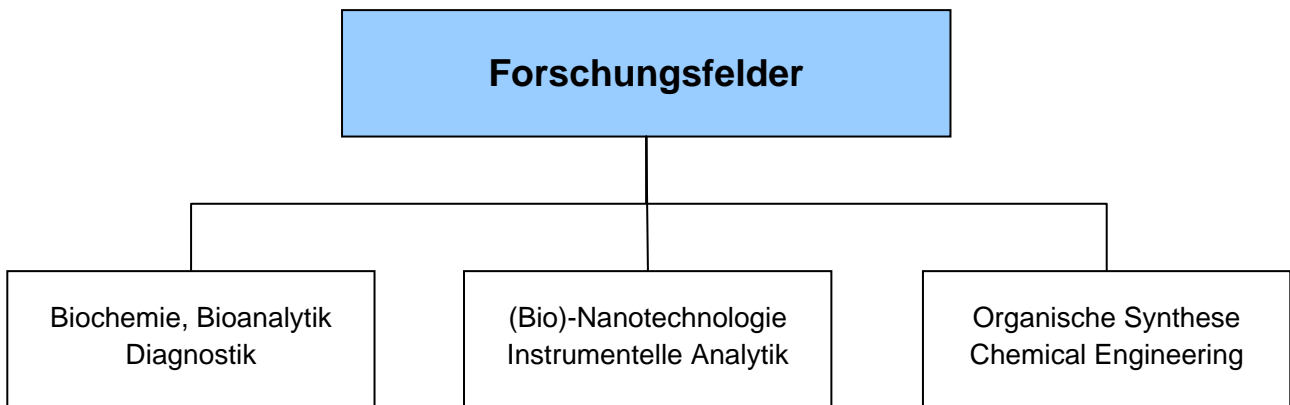 Forschungsfelder
Biochemie, Bioanalytik
Diagnostik
(Bio)-Nanotechnologie
Instrumentelle Analytik
Organische Synthese
Chemical Engineering